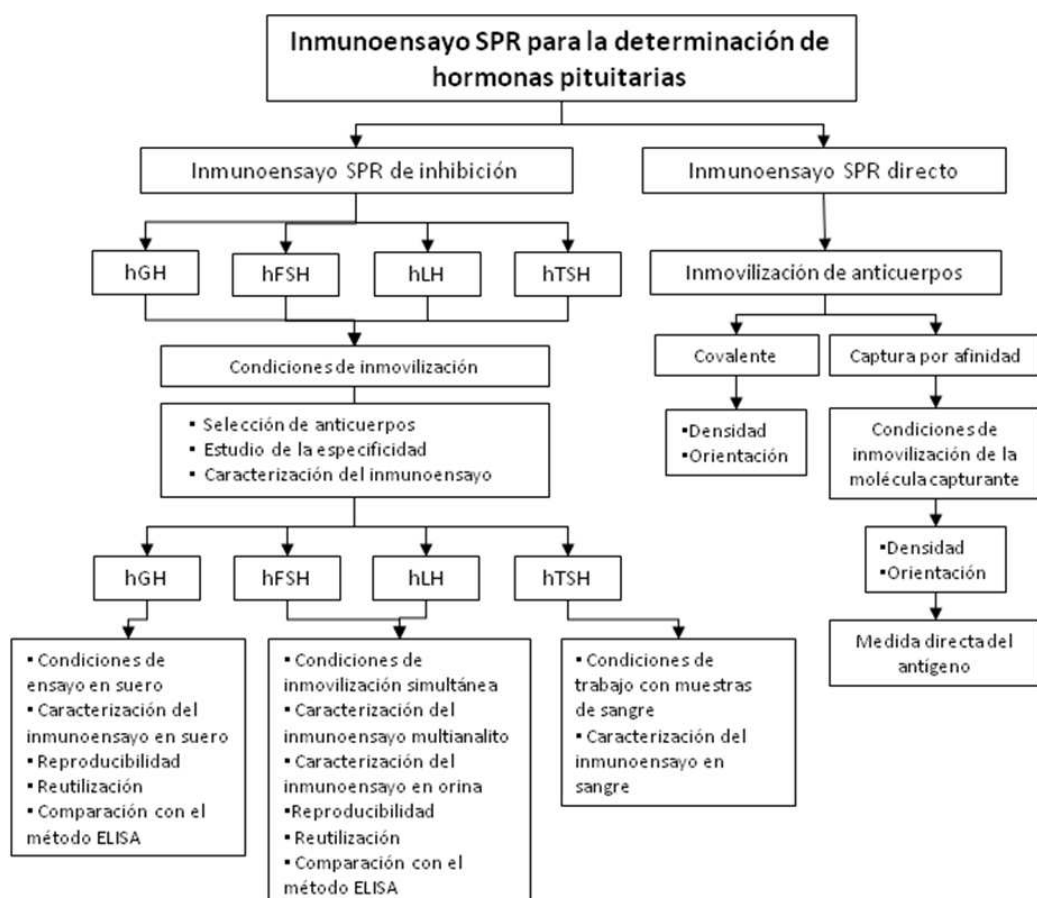 Inmunoensayo SPR para la determinación de
hormonas pituitarias
Inmunoensayo SPR de inhibición
Inmunoensayo SPR directo
hGH
hFSH
hLH
hTSH
Inmovilización de anticuerpos
Condiciones de inmovilización
Covalente
Captura por afinidad
▪ Selección de anticuerpos
▪ Estudio de la especificidad
▪ Caracterización del inmunoensayo
▪Densidad
▪Orientación
Condiciones de
inmovilización de la
molécula capturante
hGH
hFSH
hLH
hTSH
▪Densidad
▪Orientación
Medida directa del
antígeno
▪ Condiciones de
ensayo en suero
▪ Caracterización del
inmunoensayo en suero
▪ Reproducibilidad
▪ Reutilización
▪ Comparación con el
método ELISA
▪ Condiciones de
inmovilización simultánea
▪ Caracterización del
inmunoensayo multianalito
▪ Caracterización del
inmunoensayo en orina
▪Reproducibilidad
▪ Reutilización
▪ Comparación con el
método ELISA
▪ Condiciones de
trabajo con muestras
de sangre
▪ Caracterización del
inmunoensayo en
sangre